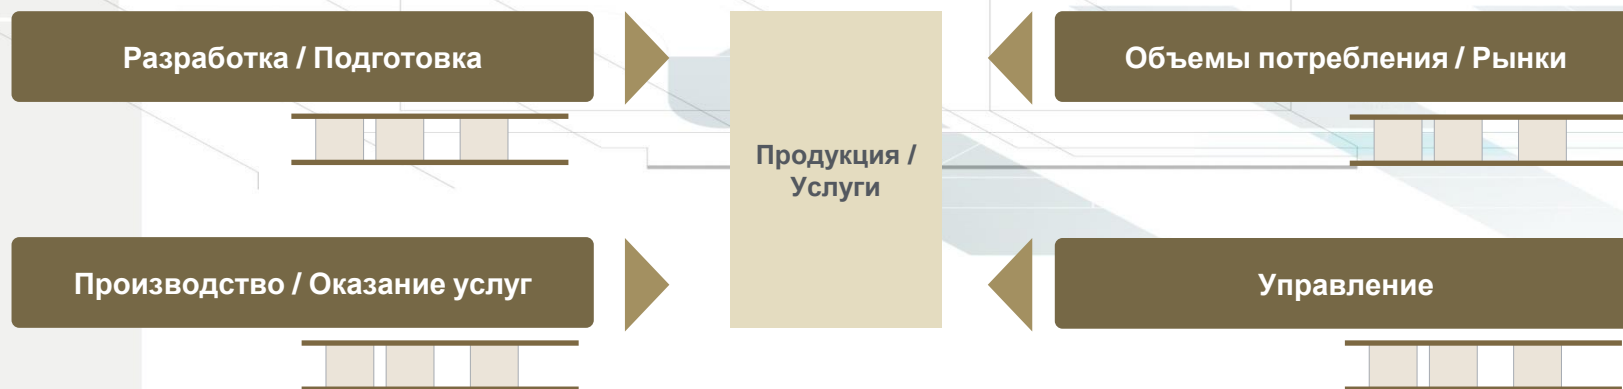 Разработка / Подготовка
Объемы потребления / Рынки
Продукция /
Услуги
Производство / Оказание услуг
Управление